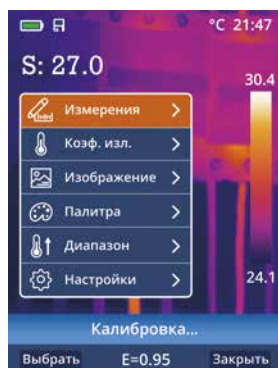 °C 21:47
S: 27.0
30.4
Измерения
Коэф. изл.
Изображение
Палитра
Диапазон
Настройки
24.1
Калибровка...
Выбрать E=0.95 Закрыть